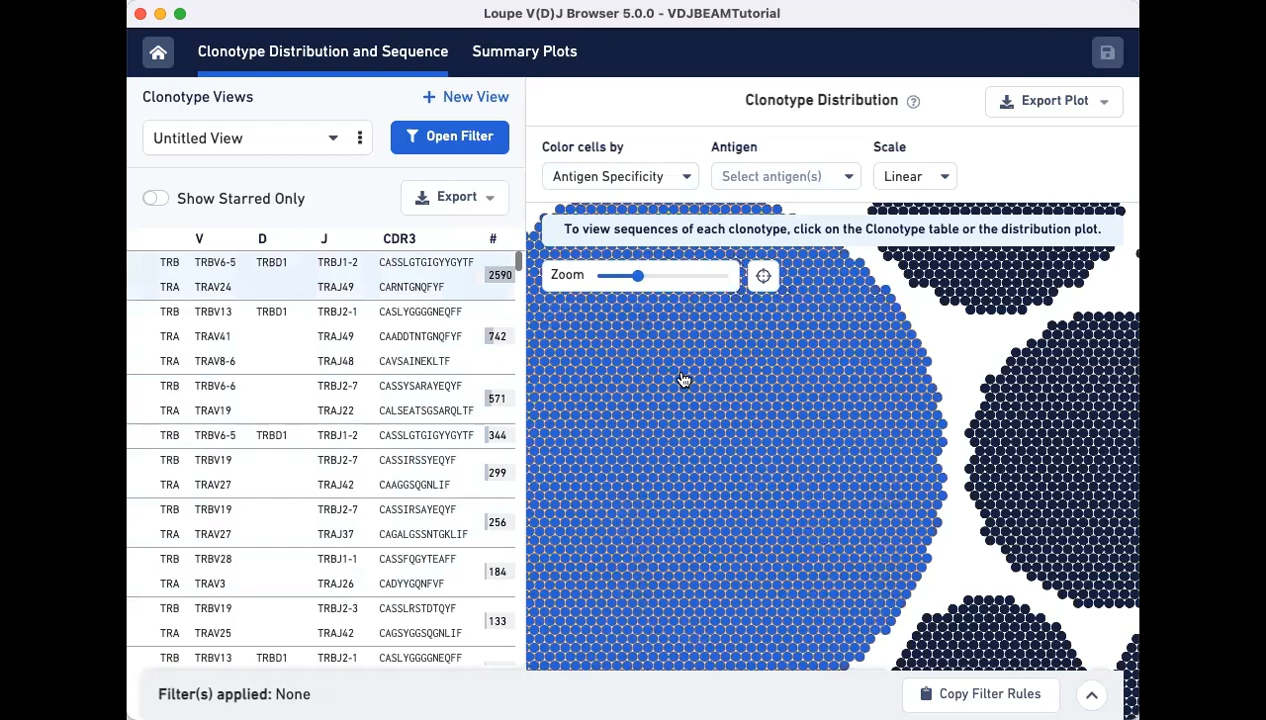 Loupe V(D)J Browser 5.0.0 - VDJBEAMTutorial
Clonotype Distribution and Sequence
Summary Plots
Clonotype Views
+ New View
Untitled View
Open Filter
Show Starred Only
Export
V D J CDR3 #
TRB TRBV6-5 TRBD1 TRBJ1-2 CASSLGTGIGYYGYTF
2590
TRA TRAV24 TRAJ49 CARNTGNQFYF
TRB TRBV13 TRBD1 TRBJ2-1 CASLYGGGGNEQFF
TRA TRAV41 TRAJ49 CAADDTNTGNQFYF 742
TRA TRAV8-6 TRAJ48 CAVSAINEKLTF
TRB TRBV6-6 TRBJ2-7 CASSYSARAYEQYF
571
TRA TRAV19 TRAJ22 CALSEATSGSARQLTF
TRB TRBV6-5 TRBD1 TRBJ1-2 CASSLGTGIGYYGYTF 344
TRB TRBV19 TRBJ2-7 CASSIRSSYEQYF
299
TRA TRAV27 TRAJ42 CAAGGSQGNLIF
TRB TRBV19 TRBJ2-7 CASSIRSAYEQYF
256
TRA TRAV27 TRAJ37 CAGALGSSNTGKLIF
TRB TRBV28 TRBJ1-1 CASSFQGYTEAFF
184
TRA TRAV3 TRAJ26 CADYYGQNFVF
TRB TRBV19 TRBJ2-3 CASSLRSTDTQYF
133
TRA TRAV25 TRAJ42 CAGSYGGSQGNLIF
TRB TRBV13 TRBD1 TRBJ2-1 CASLYGGGGNEQFF
Clonotype Distribution ?
Export Plot
Color cells by
Antigen Specificity
Antigen
Select antigen(s)
Scale
Linear
To view sequences of each clonotype, click on the Clonotype table or the distribution plot.
Zoom
Filter(s) applied: None
Copy Filter Rules